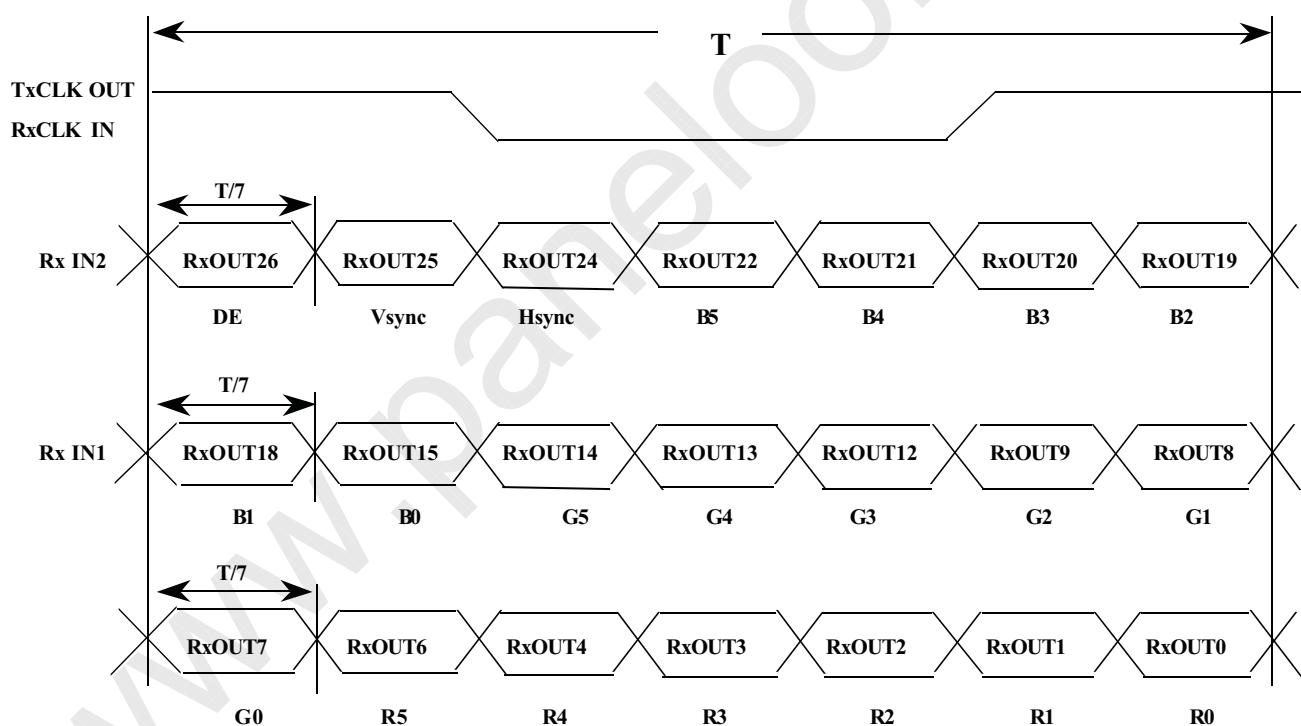 T
TxCLK OUT
RxCLK IN
T/7
Rx IN2 RxOUT26 RxOUT25 RxOUT24 RxOUT22 RxOUT21 RxOUT20 RxOUT19
DE Vsync Hsync B5 B4 B3 B2
T/7
Rx IN1 RxOUT18 RxOUT15 RxOUT14 RxOUT13 RxOUT12 RxOUT9 RxOUT8
B1 B0 G5 G4 G3 G2 G1
T/7
RxOUT7 RxOUT6 RxOUT4 RxOUT3 RxOUT2 RxOUT1 RxOUT0
G0 R5 R4 R3 R2 R1 R0
www.paneloo